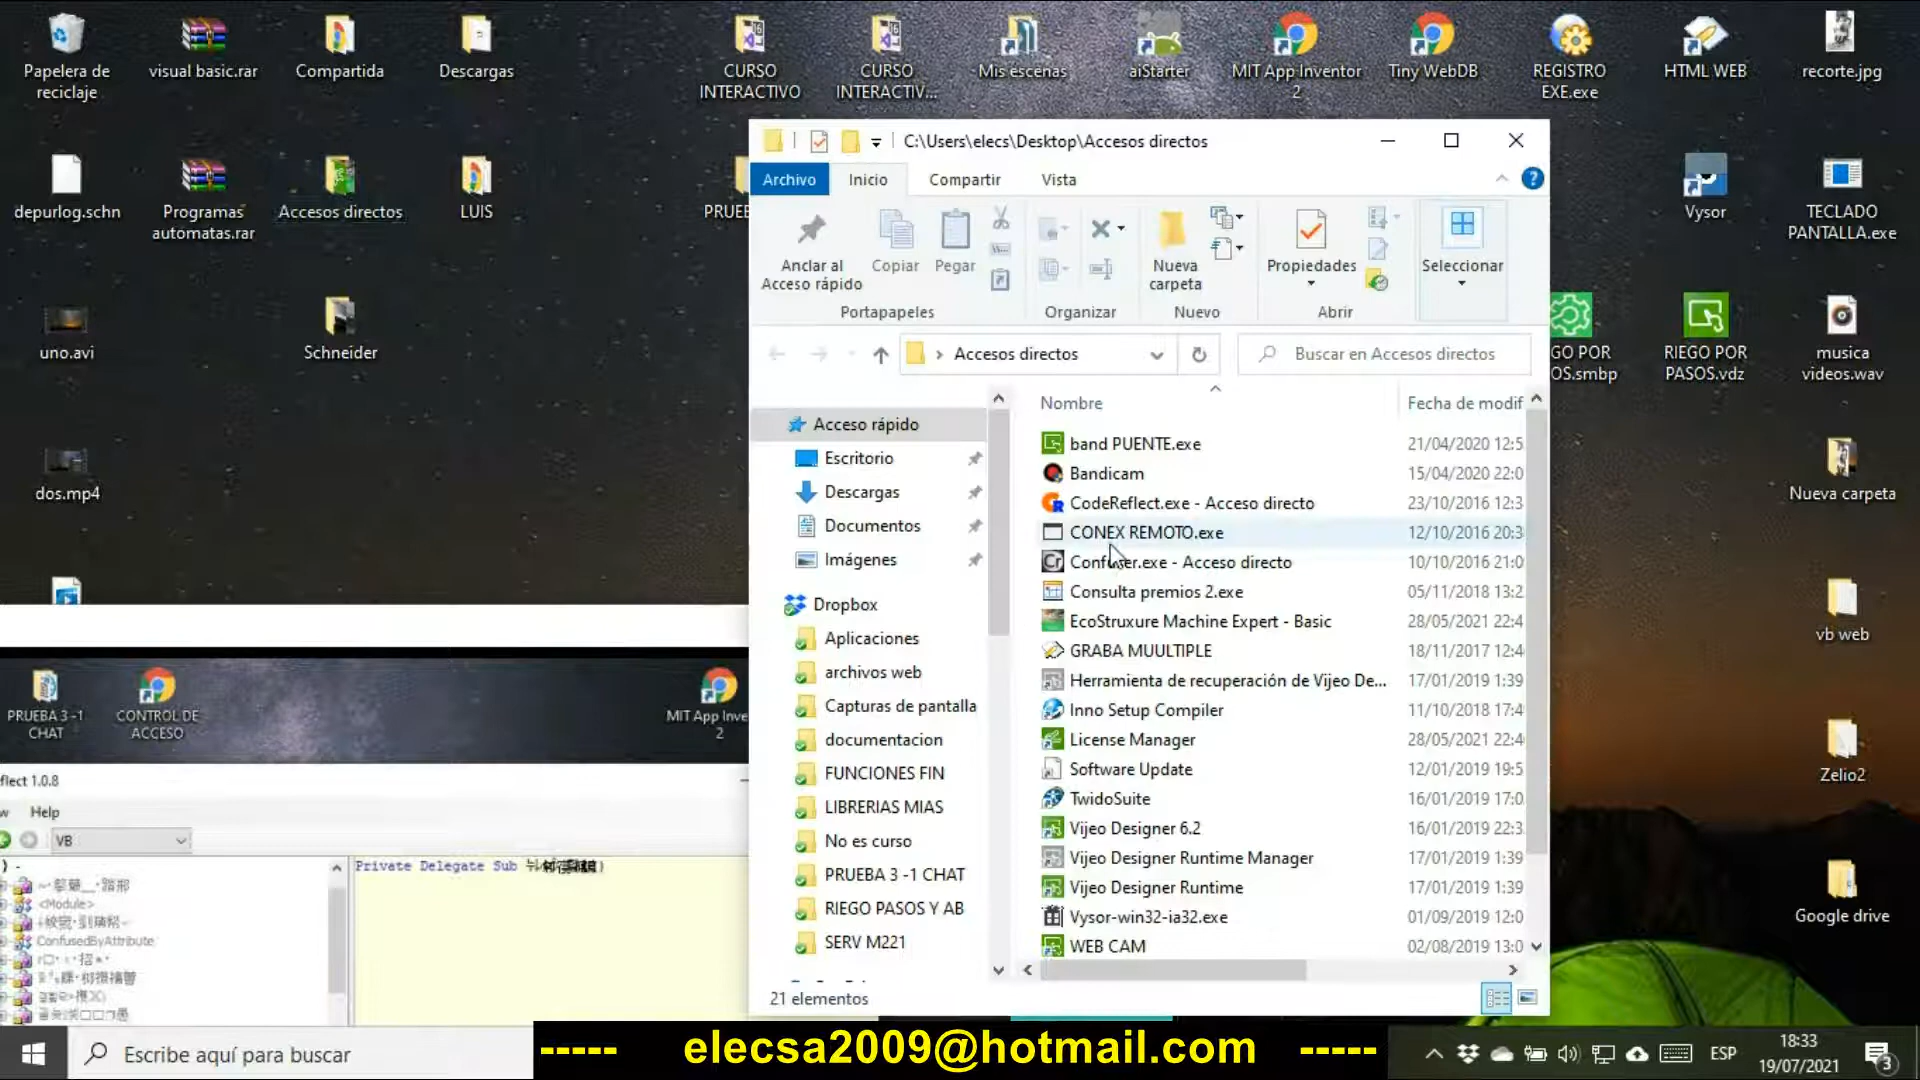 Papelera de
reciclaje
visual basic.rar
Compartida
Descargas
CURSO
INTERACTIVO
CURSO
INTERACTIV...
Mis escenas
aiStarter
MIT App Inventor
2
Tiny WebDB
REGISTRO
EXE.exe
HTML WEB
recorte.jpg
depurlog.schn
Programas
automatas.rar
Accesos directos
LUIS
PRUE
Vysor
TECLADO
PANTALLA.exe
uno.avi
Schneider
GO POR
OS.smbp
RIEGO POR
PASOS.vdz
musica
videos.wav
dos.mp4
Nueva carpeta
vb web
Zelio2
Google drive
C:\Users\elecs\Desktop\Accesos directos
Archivo
Inicio
Compartir
Vista
Anclar al
Acceso rápido
Copiar
Pegar
Nueva
carpeta
Propiedades
Seleccionar
Portapapeles
Organizar
Nuevo
Abrir
Accesos directos
Buscar en Accesos directos
Acceso rápido
Escritorio
Descargas
Documentos
Imágenes
Dropbox
Aplicaciones
archivos web
Capturas de pantalla
documentacion
FUNCIONES FIN
LIBRERIAS MIAS
No es curso
PRUEBA 3 -1 CHAT
RIEGO PASOS Y AB
SERV M221
Nombre
Fecha de modif
band PUENTE.exe 21/04/2020 12:5
Bandicam 15/04/2020 22:0
CodeReflect.exe - Acceso directo 23/10/2016 12:3
CONEX REMOTO.exe 12/10/2016 20:3
Confuser.exe - Acceso directo 10/10/2016 21:0
Consulta premios 2.exe 05/11/2018 13:2
EcoStruxure Machine Expert - Basic 28/05/2021 22:4
GRABA MUULTIPLE 18/11/2017 12:4
Herramienta de recuperación de Vijeo De... 17/01/2019 1:39
Inno Setup Compiler 11/10/2018 17:4
License Manager 28/05/2021 22:4
Software Update 12/01/2019 19:5
TwidoSuite 16/01/2019 17:0
Vijeo Designer 6.2 16/01/2019 22:3
Vijeo Designer Runtime Manager 17/01/2019 1:39
Vijeo Designer Runtime 17/01/2019 1:39
Vysor-win32-ia32.exe 01/09/2019 12:0
WEB CAM 02/08/2019 13:0
21 elementos
PRUEBA 3 -1
CHAT
CONTROL DE
ACCESO
MIT App Inve
2
flect 1.0.8
w Help
VB
<Module>
ConfusedByAttribute
Private Delegate Sub
Escribe aquí para buscar
----- elecsa2009@hotmail.com -----
ESP
18:33
19/07/2021
3